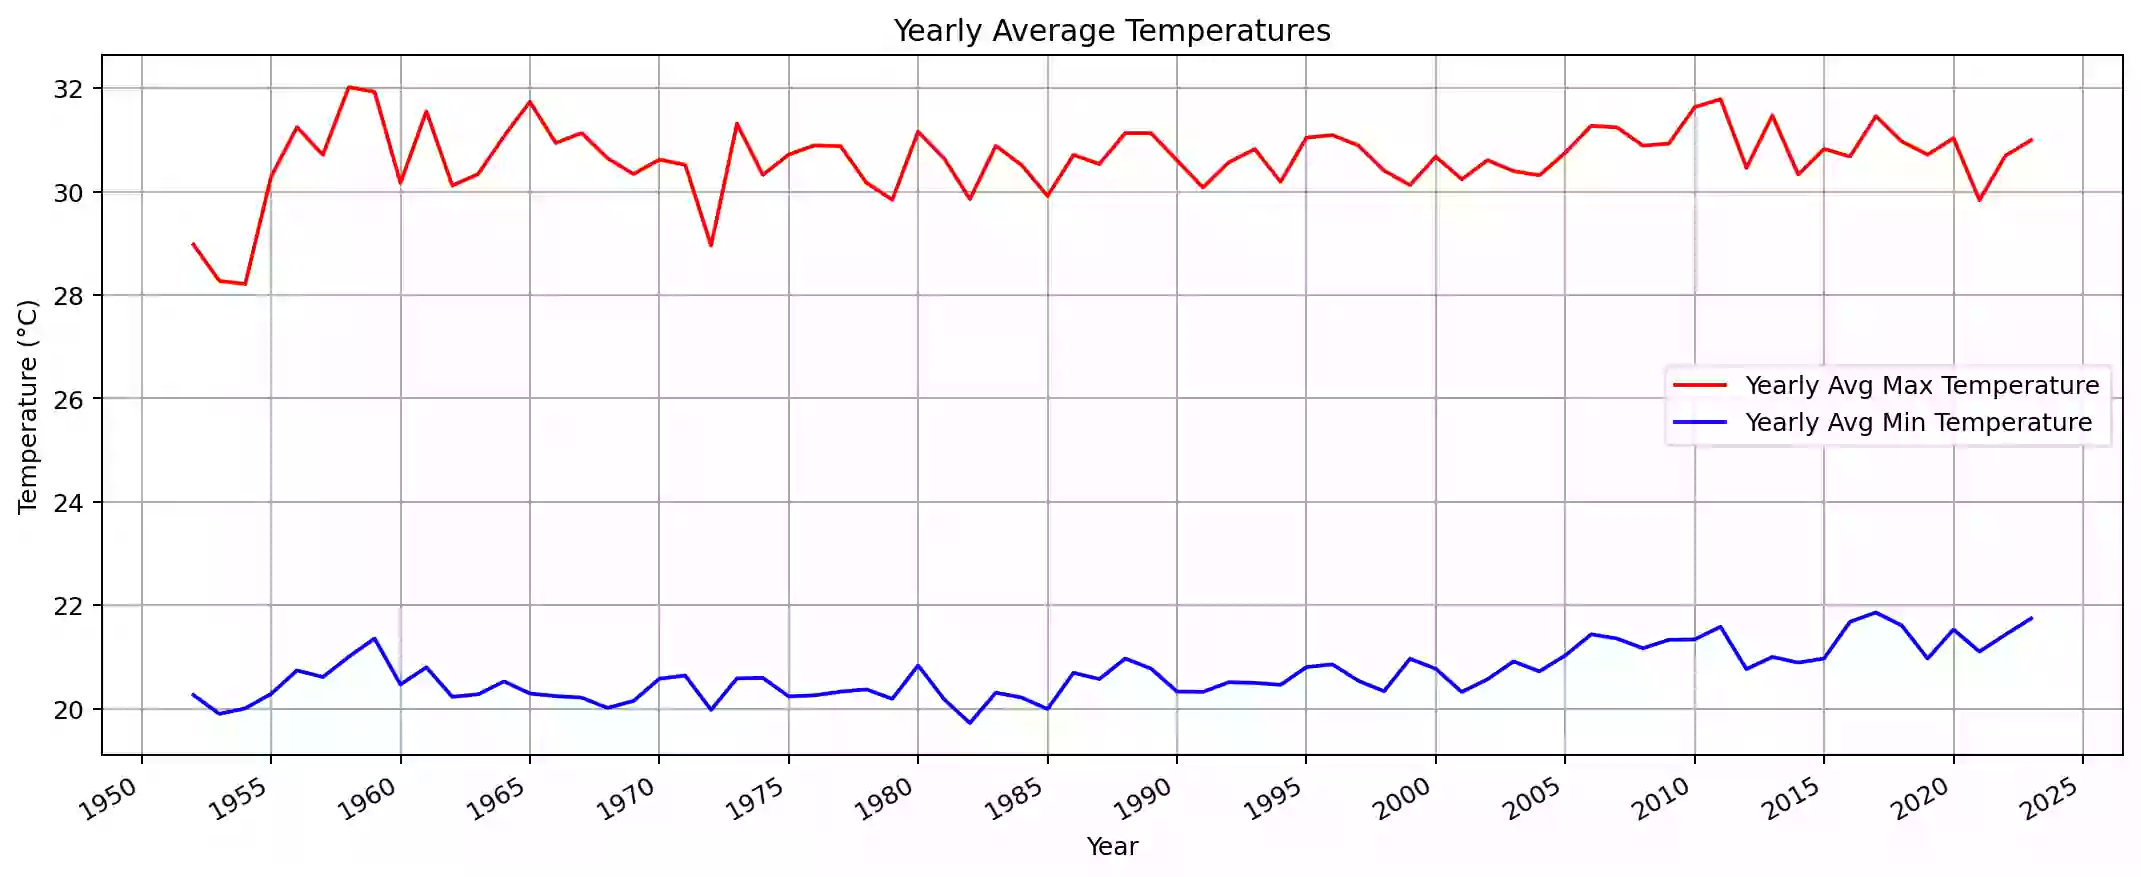 Yearly Average Temperatures
32
30
28
26
24
22
20
Temperature (°C)
Yearly Avg Max Temperature
Yearly Avg Min Temperature
1950 1955 1960 1965 1970 1975 1980 1985 1990 1995 2000 2005 2010 2015 2020 2025
Year